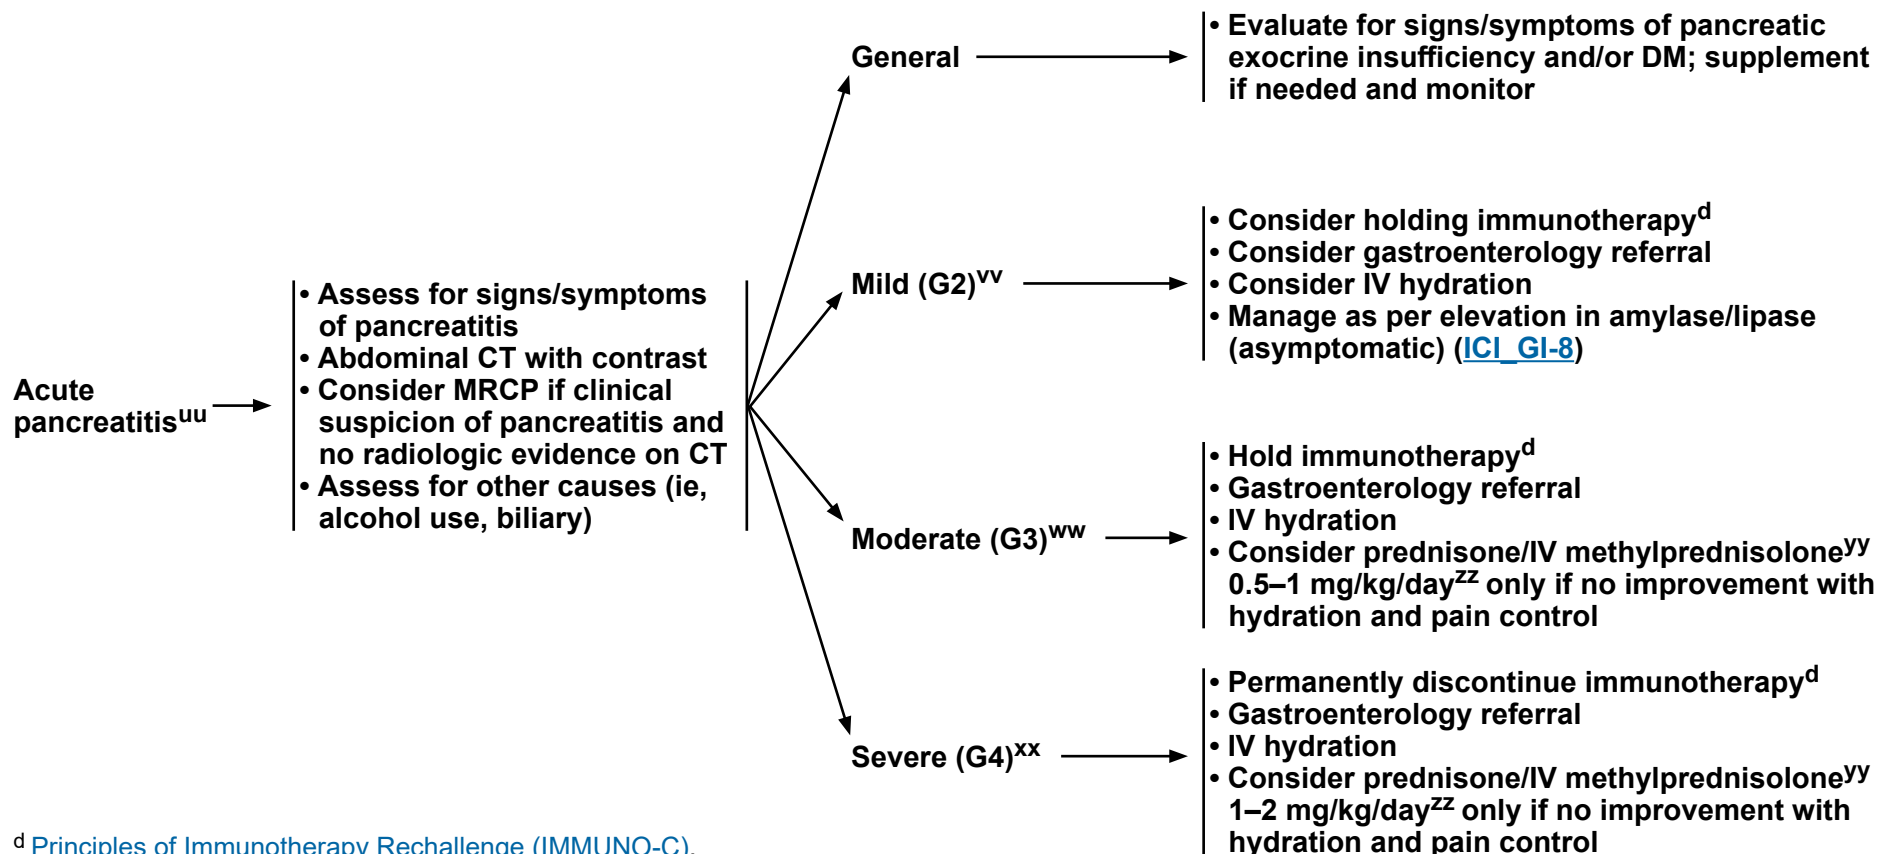 General
• Evaluate for signs/symptoms of pancreatic
exocrine insufficiency and/or DM; supplement
if needed and monitor
Acute
pancreatitisuu
• Assess for signs/symptoms
of pancreatitis
• Abdominal CT with contrast
• Consider MRCP if clinical
suspicion of pancreatitis and
no radiologic evidence on CT
• Assess for other causes (ie,
alcohol use, biliary)
Mild (G2)vv
• Consider holding immunotherapyd
• Consider gastroenterology referral
• Consider IV hydration
• Manage as per elevation in amylase/lipase
(asymptomatic) (ICI_GI-8)
Moderate (G3)ww
• Hold immunotherapyd
• Gastroenterology referral
• IV hydration
• Consider prednisone/IV methylprednisoloneyy
0.5–1 mg/kg/dayzz only if no improvement with
hydration and pain control
Severe (G4)xx
• Permanently discontinue immunotherapyd
• Gastroenterology referral
• IV hydration
• Consider prednisone/IV methylprednisoloneyy
1–2 mg/kg/dayzz only if no improvement with
hydration and pain control
d Principles of Immunotherapy Rechallenge (IMMUNO-C).